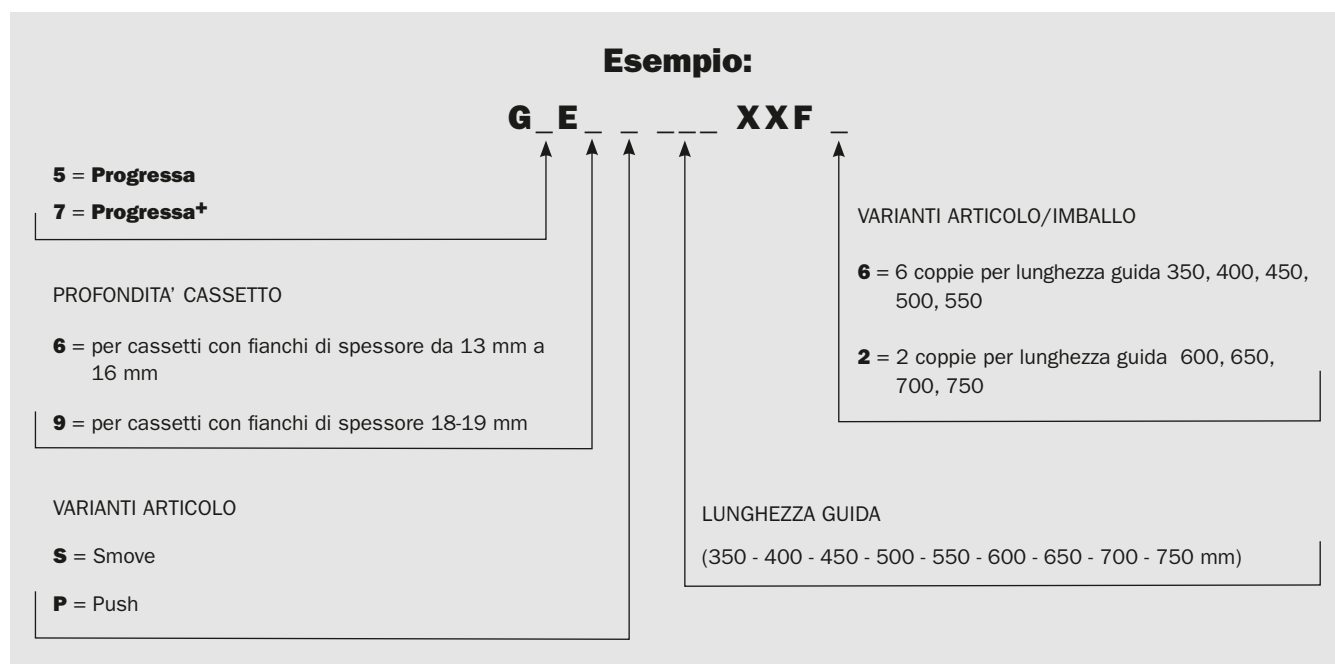 Esempio:
G_E_ _ ___ XXF _
5 = Progressa
7 = Progressa+
PROFONDITA' CASSETTO
6 = per cassetti con fianchi di spessore da 13 mm a
16 mm
9 = per cassetti con fianchi di spessore 18-19 mm
VARIANTI ARTICOLO
S = Smove
P = Push
VARIANTI ARTICOLO/IMBALLO
6 = 6 coppie per lunghezza guida 350, 400, 450,
500, 550
2 = 2 coppie per lunghezza guida 600, 650,
700, 750
LUNGHEZZA GUIDA
(350 - 400 - 450 - 500 - 550 - 600 - 650 - 700 - 750 mm)